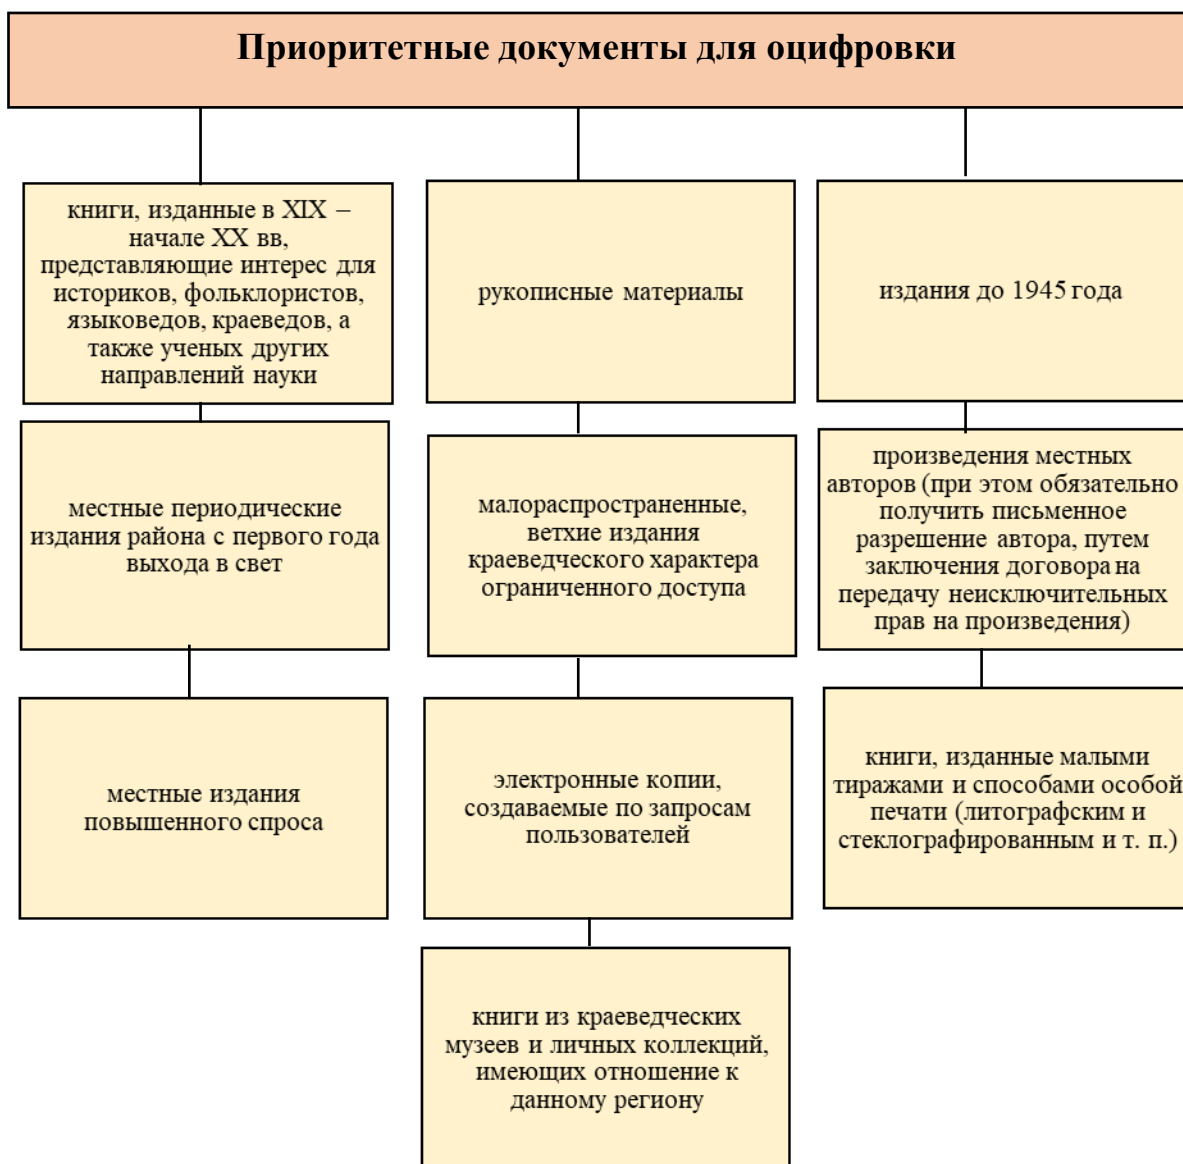 Приоритетные документы для оцифровки
книги, изданные в XIX –
начале XX вв,
представляющие интерес для
историков, фольклористов,
языковедов, краеведов, а
также ученых других
направлений науки
рукописные материалы
издания до 1945 года
местные периодические
издания района с первого года
выхода в свет
малораспространенные,
ветхие издания
краеведческого характера
ограниченного доступа
произведения местных
авторов (при этом обязательно
получить письменное
разрешение автора, путем
заключения договора на
передачу неисключительных
прав на произведения)
местные издания
повышенного спроса
электронные копии,
создаваемые по запросам
пользователей
книги, изданные малыми
тиражами и способами особой
печати (литографским и
стеклографированным и т. п.)
книги из краеведческих
музеев и личных коллекций,
имеющих отношение к
данному региону